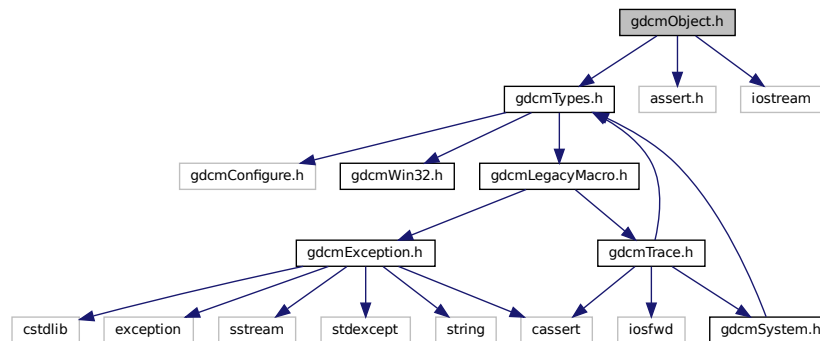 gdcmObject.h
gdcmTypes.h
assert.h
iostream
gdcmConfigure.h
gdcmWin32.h
gdcmLegacyMacro.h
gdcmException.h
gdcmTrace.h
cstdlib
exception
sstream
stdexcept
string
cassert
iosfwd
gdcmSystem.h